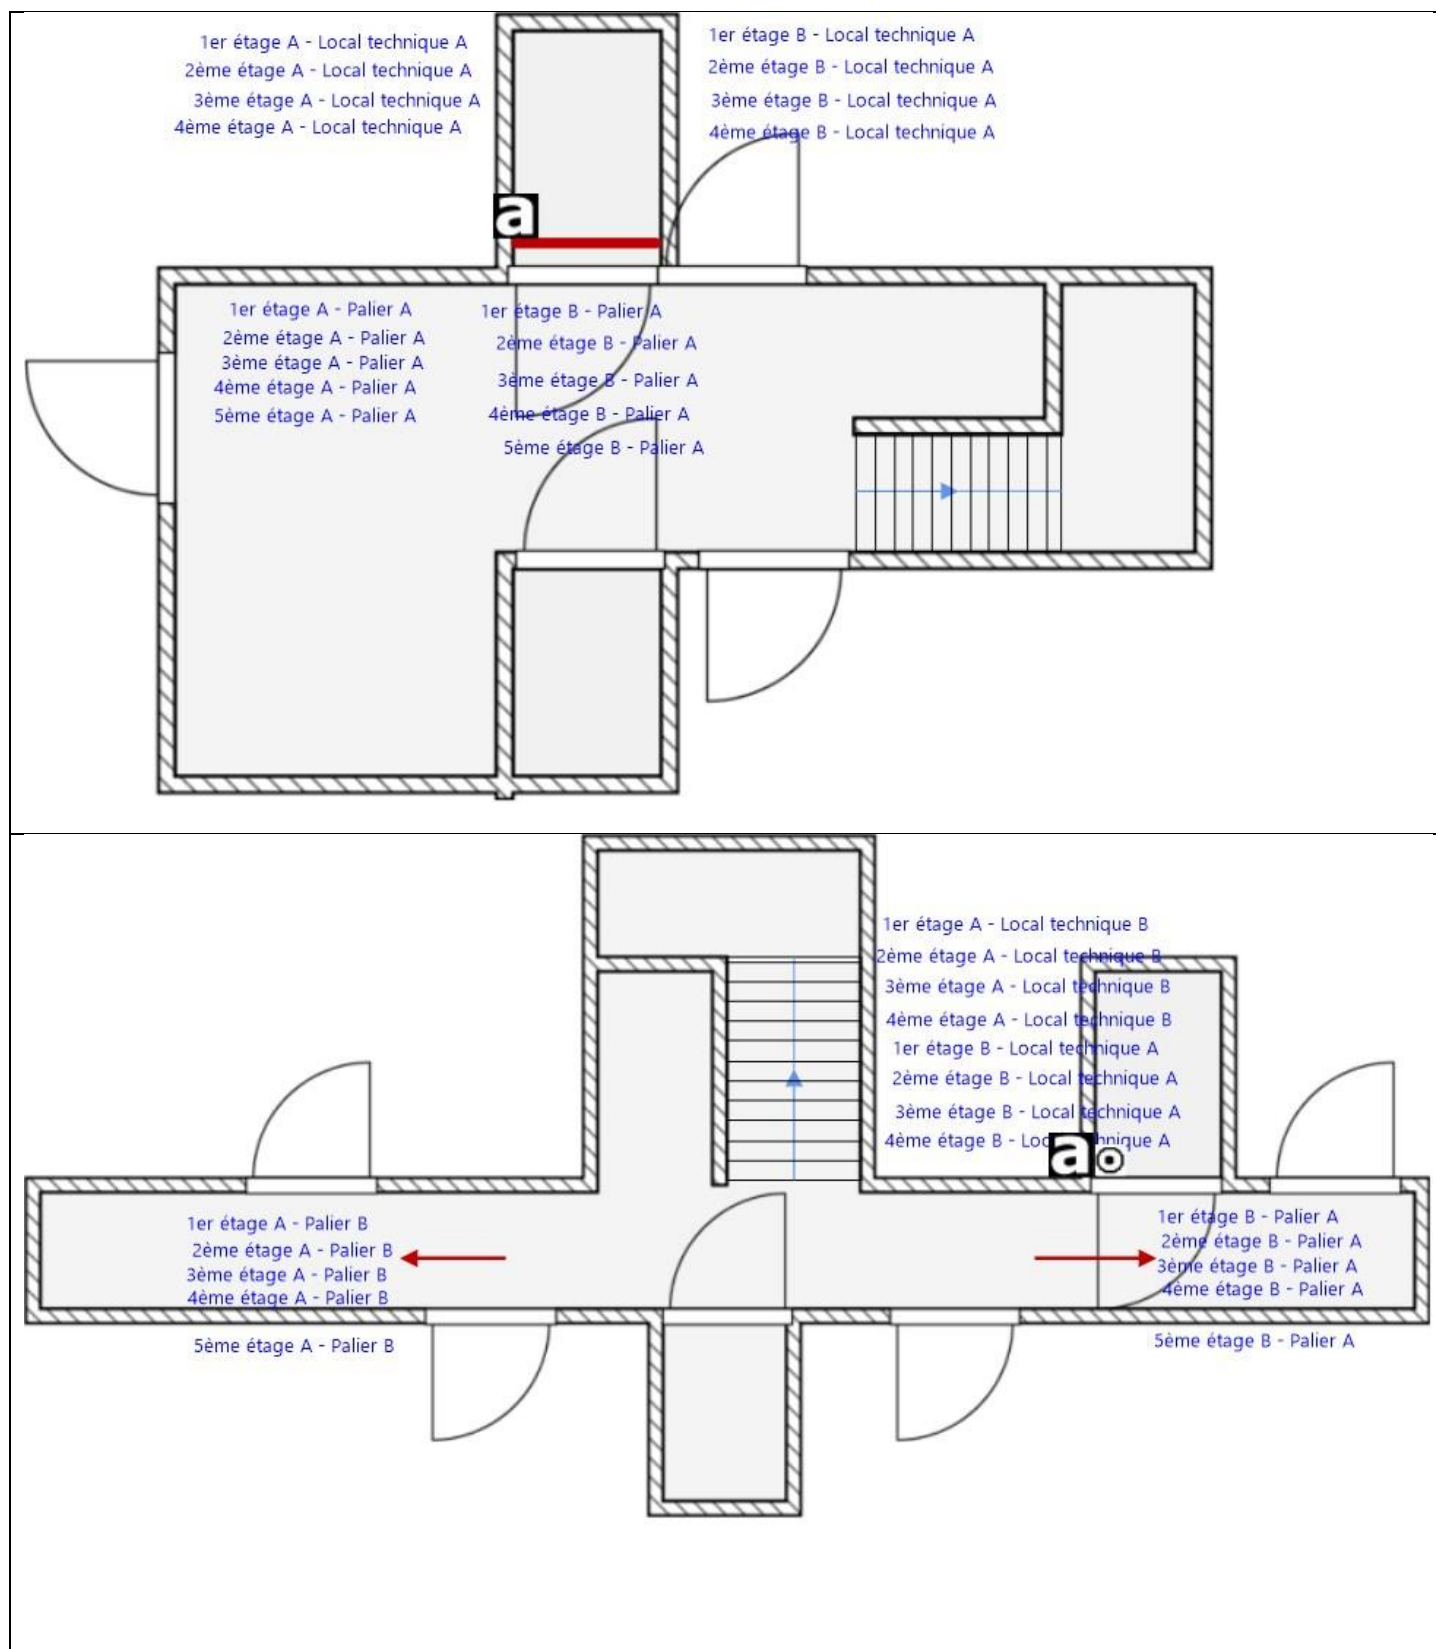 1er étage A - Local technique A
2ème étage A - Local technique A
3ème étage A - Local technique A
4ème étage A - Local technique A
1er étage B - Local technique A
2ème étage B - Local technique A
3ème étage B - Local technique A
4ème étage B - Local technique A
a
1er étage A - Palier A
2ème étage A - Palier A
3ème étage A - Palier A
4ème étage A - Palier A
5ème étage A - Palier A
1er étage B - Palier A
2ème étage B - Palier A
3ème étage B - Palier A
4ème étage B - Palier A
5ème étage B - Palier A
1er étage A - Local technique B
2ème étage A - Local technique B
3ème étage A - Local technique B
4ème étage A - Local technique B
1er étage B - Local technique A
2ème étage B - Local technique A
3ème étage B - Local technique A
4ème étage B - Local technique A
a
1er étage A - Palier B
2ème étage A - Palier B
3ème étage A - Palier B
4ème étage A - Palier B
5ème étage A - Palier B
1er étage B - Palier A
2ème étage B - Palier A
3ème étage B - Palier A
4ème étage B - Palier A
5ème étage B - Palier A